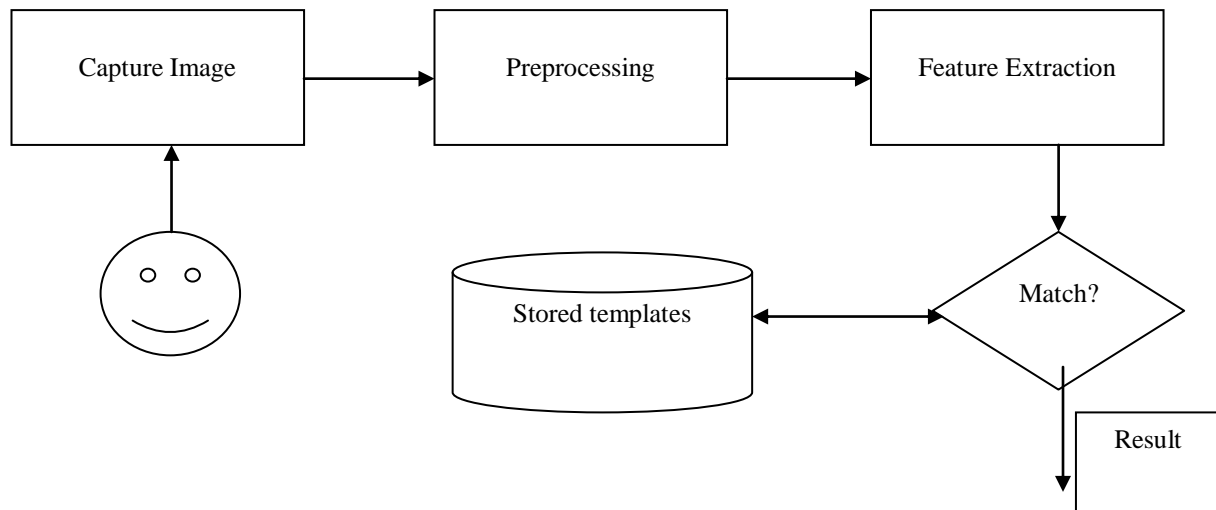 Capture Image
Preprocessing
Feature Extraction
Stored templates
Match?
Result